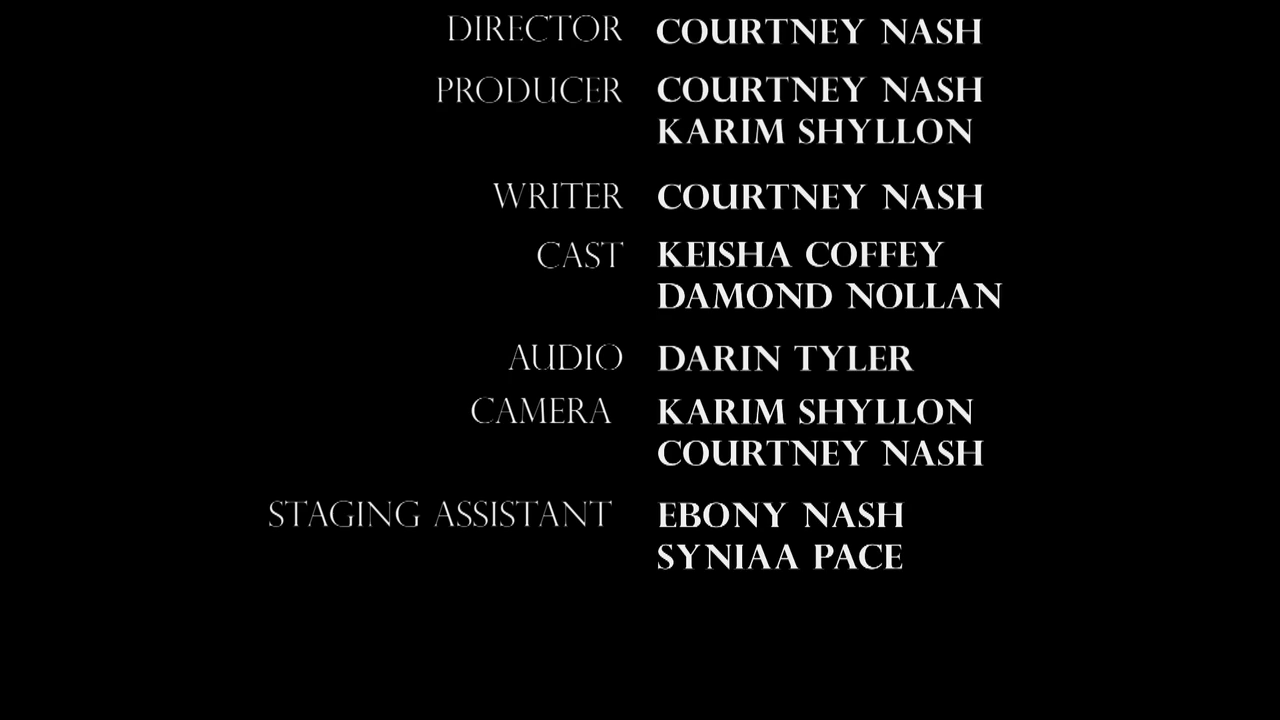 DIRECTOR COURTNEY NASH
PRODUCER COURTNEY NASH
KARIM SHYLLON
WRITER COURTNEY NASH
CAST KEISHA COFFEY
DAMOND NOLLAN
AUDIO DARIN TYLER
CAMERA KARIM SHYLLON
COURTNEY NASH
STAGING ASSISTANT EBONY NASH
SYNIAA PACE